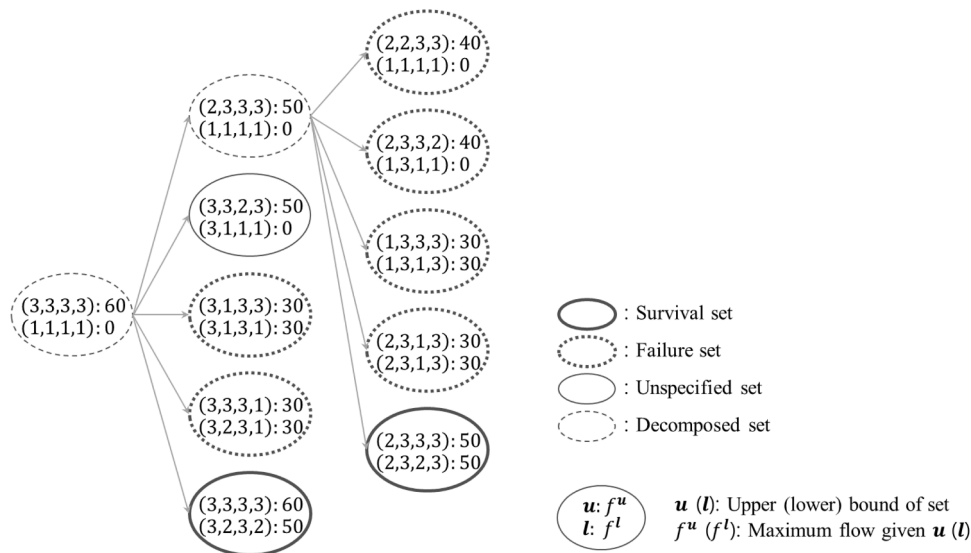 (3,3,3,3): 60
(1,1,1,1): 0
(2,3,3,3): 50
(1,1,1,1): 0
(3,3,2,3): 50
(3,1,1,1): 0
(3,1,3,3): 30
(3,1,3,1): 30
(3,3,3,1): 30
(3,2,3,1): 30
(3,3,3,3): 60
(3,2,3,2): 50
(2,2,3,3): 40
(1,1,1,1): 0
(2,3,3,2): 40
(1,3,1,1): 0
(1,3,3,3): 30
(1,3,1,3): 30
(2,3,1,3): 30
(2,3,1,3): 30
(2,3,3,3): 50
(2,3,2,3): 50
: Survival set
: Failure set
: Unspecified set
: Decomposed set
u: f^u
l: f^l
u (l): Upper (lower) bound of set
f^u (f^l): Maximum flow given u (l)